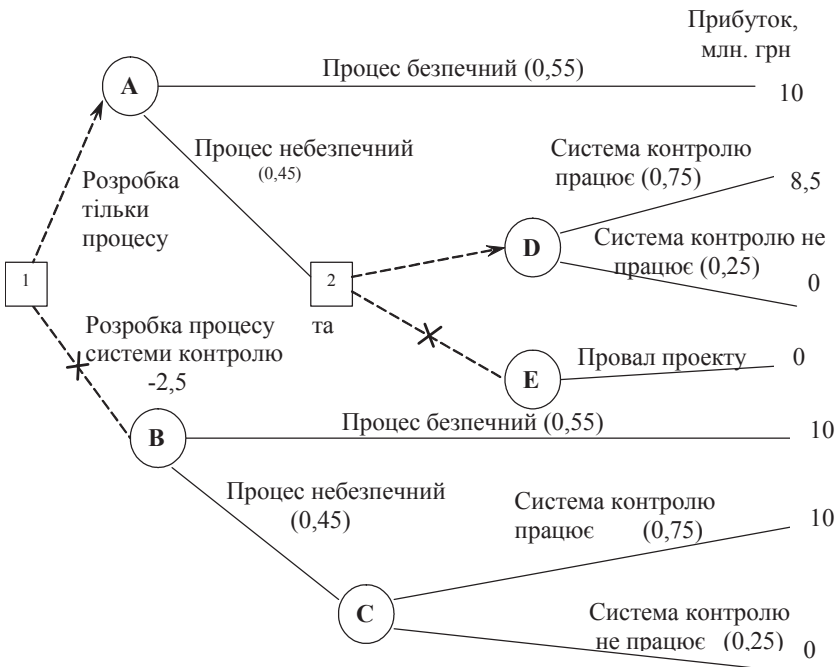 Прибуток,
млн. грн
Процес безпечний (0,55)
A
10
Процес небезпечний
(0,45)
Система контролю
працює (0,75)
8,5
Розробка
тільки
процесу
D
Система контролю не
працює (0,25)
0
1
2
Розробка процесу та
системи контролю
-2,5
E
Провал проекту
0
B
Процес безпечний (0,55)
10
Процес небезпечний
(0,45)
Система контролю
працює (0,75)
10
C
Система контролю
не працює (0,25)
0